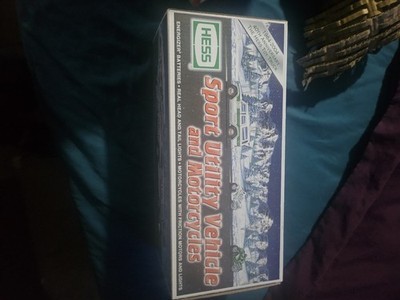 HESS
Sport Utility Vehicle
and Motorcycles
ENERGIZER® BATTERIES • REAL HEAD AND TAIL LIGHTS • MOTORCYCLES WITH FRICTION MOTORS AND LIGHTS